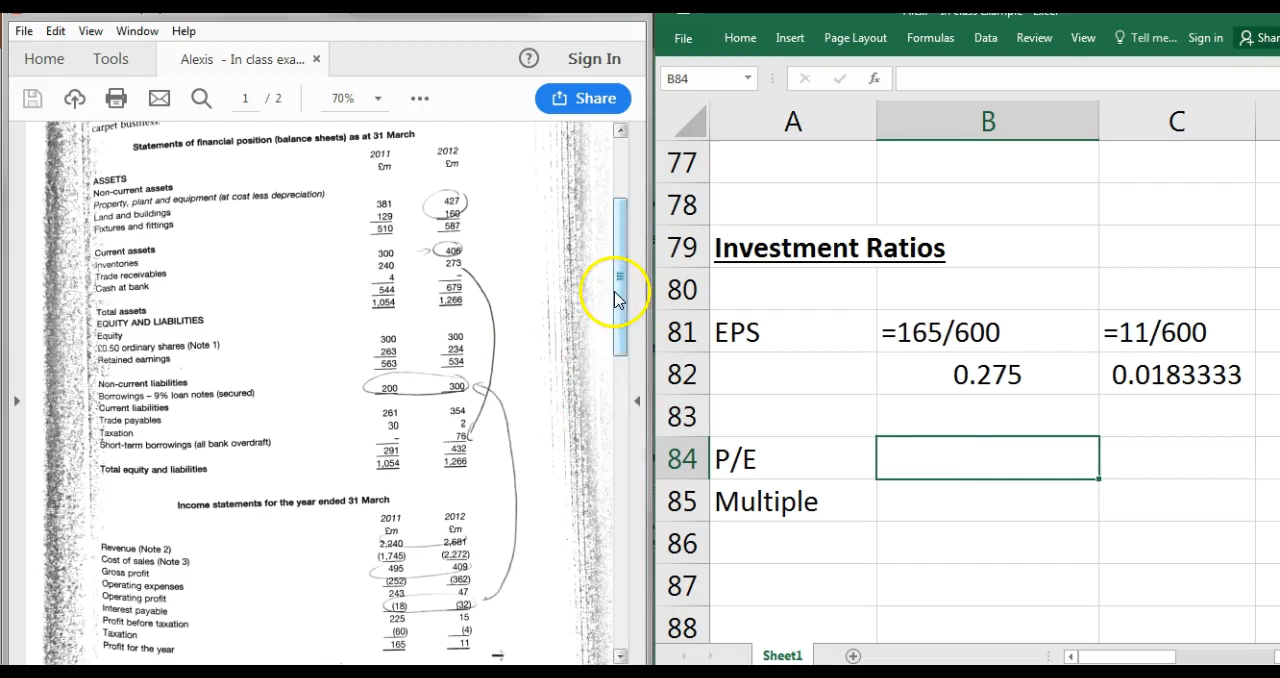 File Edit View Window Help
Home Tools Alexis - In class exa... × ? Sign In
1 / 2 70% Share
carpet business.
Statements of financial position (balance sheets) as at 31 March
2011 2012
£m £m
ASSETS
Non-current assets
Property, plant and equipment (at cost less depreciation)
Land and buildings 381 427
Fixtures and fittings 129 160
510 587
Current assets
Inventories 300 406
Trade receivables 240 273
Cash at bank 4 –
544 679
Total assets 1,054 1,266
EQUITY AND LIABILITIES
Equity
£0.50 ordinary shares (Note 1) 300 300
Retained earnings 263 234
563 534
Non-current liabilities
Borrowings – 9% loan notes (secured) 200 300
Current liabilities
Trade payables 261 354
Taxation 30 2
Short-term borrowings (all bank overdraft) – 76
291 432
Total equity and liabilities 1,054 1,266
Income statements for the year ended 31 March
2011 2012
£m £m
Revenue (Note 2) 2,240 2,681
Cost of sales (Note 3) (1,745) (2,272)
Gross profit 495 409
Operating expenses (252) (362)
Operating profit 243 47
Interest payable (18) (32)
Profit before taxation 225 15
Taxation (60) (4)
Profit for the year 165 11
File Home Insert Page Layout Formulas Data Review View Tell me... Sign in Shar
B84 fx
A B C
77
78
79 Investment Ratios
80
81 EPS =165/600 =11/600
82 0.275 0.0183333
83
84 P/E
85 Multiple
86
87
88
Sheet1